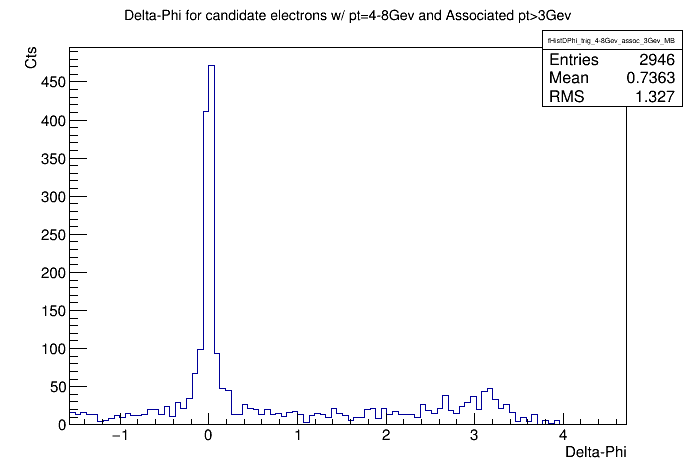 Delta-Phi for candidate electrons w/ pt=4-8Gev and Associated pt>3Gev
Cts
fHistDPhi_trig_4-8Gev_assoc_3Gev_MB
Entries 2946
Mean 0.7363
RMS 1.327
450
400
350
300
250
200
150
100
50
0
−1 0 1 2 3 4
Delta-Phi